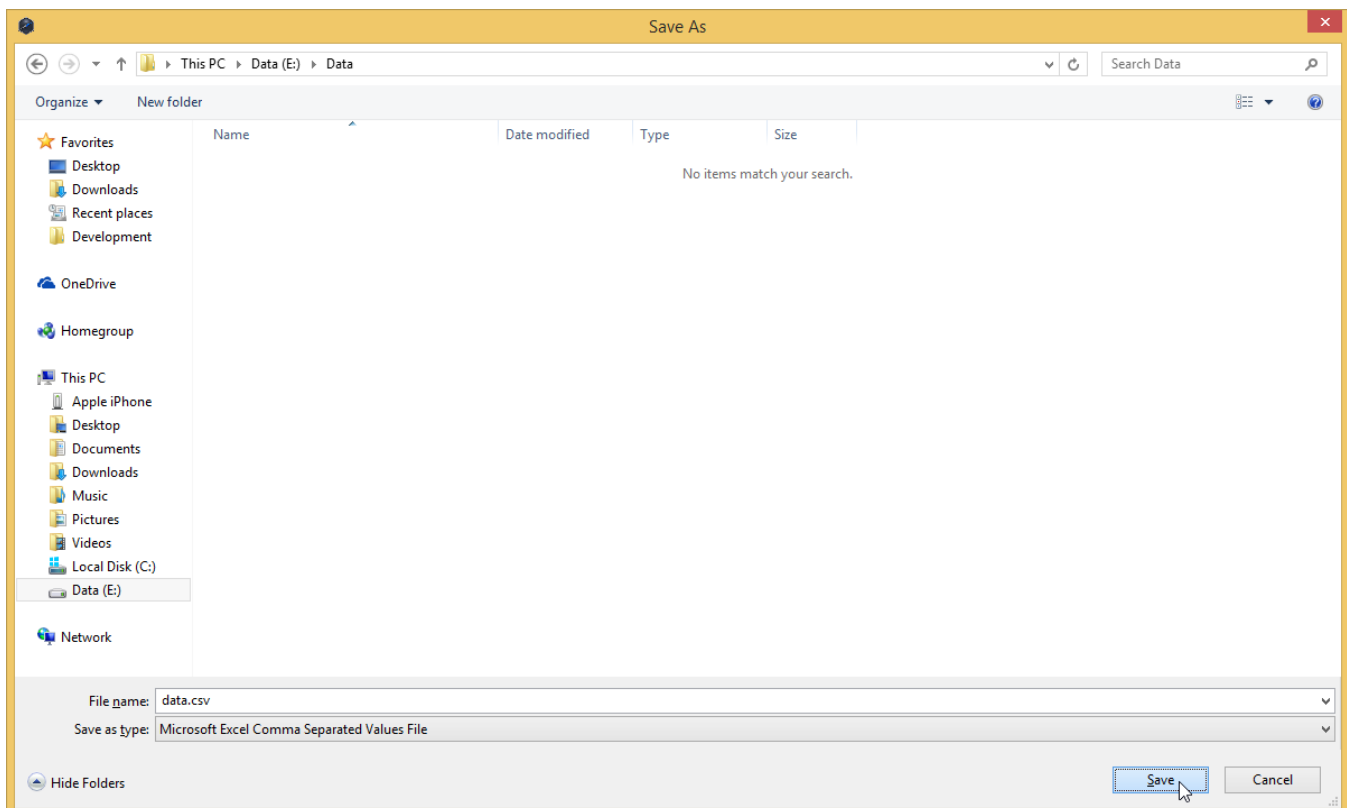 Save As
This PC Data (E:) Data
Search Data
Organize
New folder
Name Date modified Type Size
No items match your search.
Favorites
Desktop
Downloads
Recent places
Development
OneDrive
Homegroup
This PC
Apple iPhone
Desktop
Documents
Downloads
Music
Pictures
Videos
Local Disk (C:)
Data (E:)
Network
File name: data.csv
Save as type: Microsoft Excel Comma Separated Values File
Hide Folders
Save
Cancel